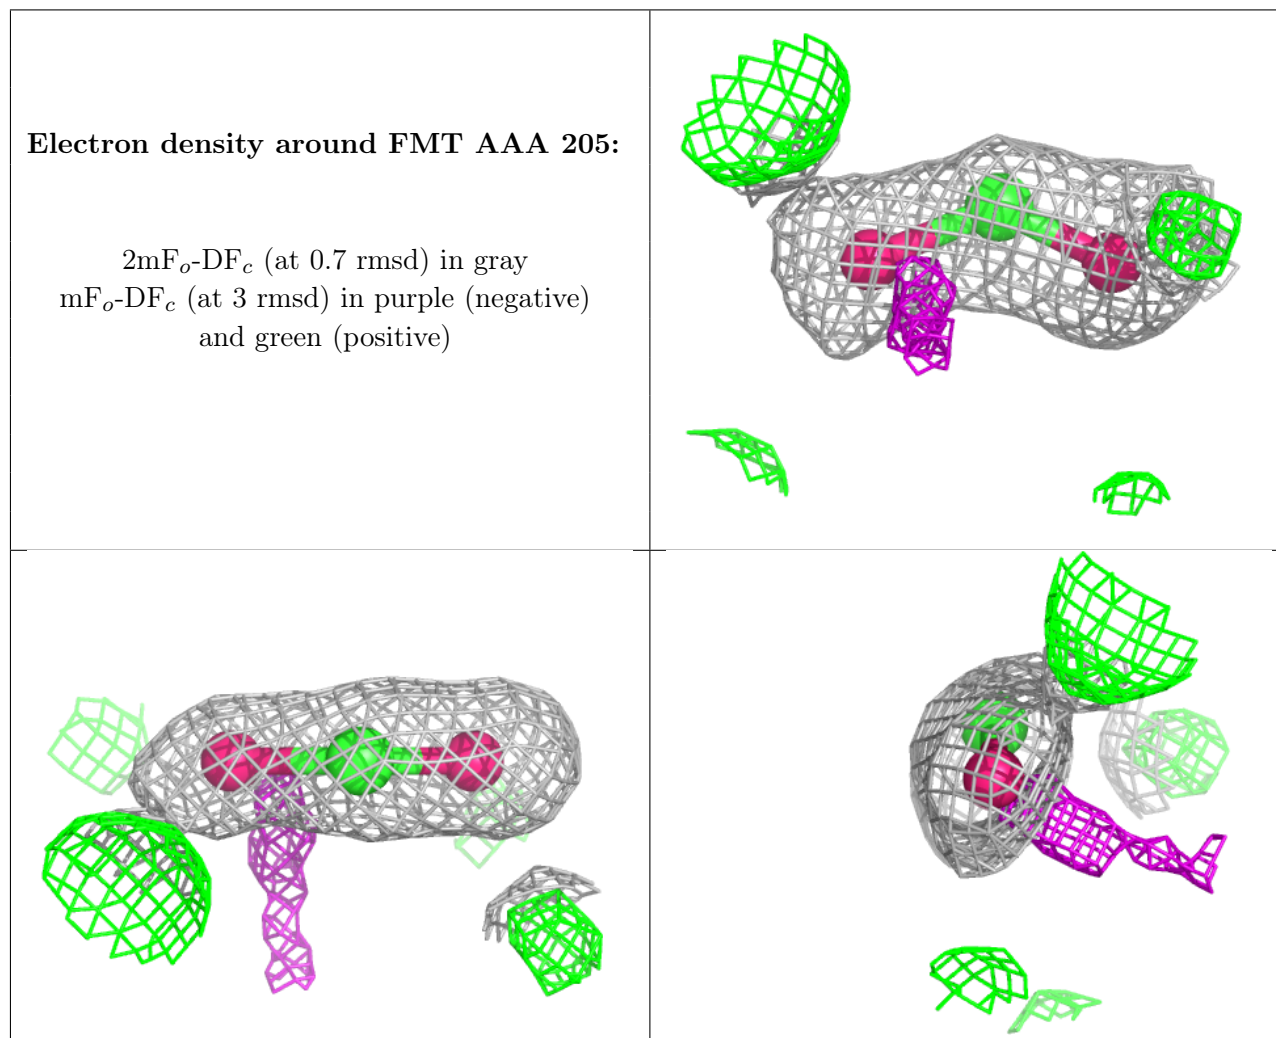 Electron density around FMT AAA 205:
2mFo-DFc (at 0.7 rmsd) in gray
mFo-DFc (at 3 rmsd) in purple (negative)
and green (positive)